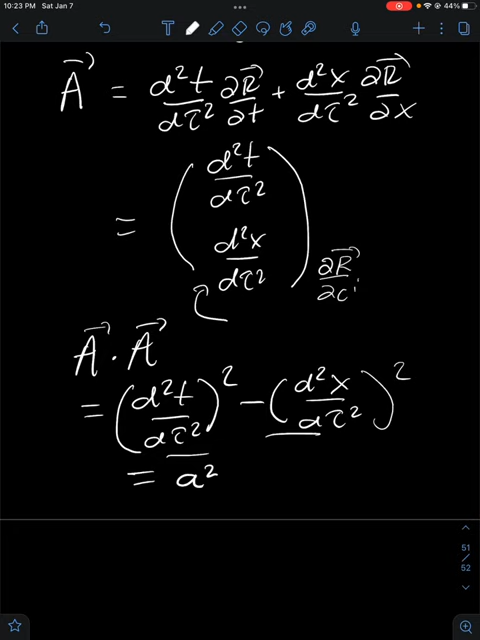 10:23 PM Sat Jan 7
44%
T
A⃗ = d²t/dτ² ∂R⃗/∂t + d²x/dτ² ∂R⃗/∂x
= ( d²t/dτ²
d²x/dτ² ) ∂R⃗/∂cⁱ
A⃗ · A⃗
= (d²t/dτ²)² − (d²x/dτ²)²
= a²
51
/
52